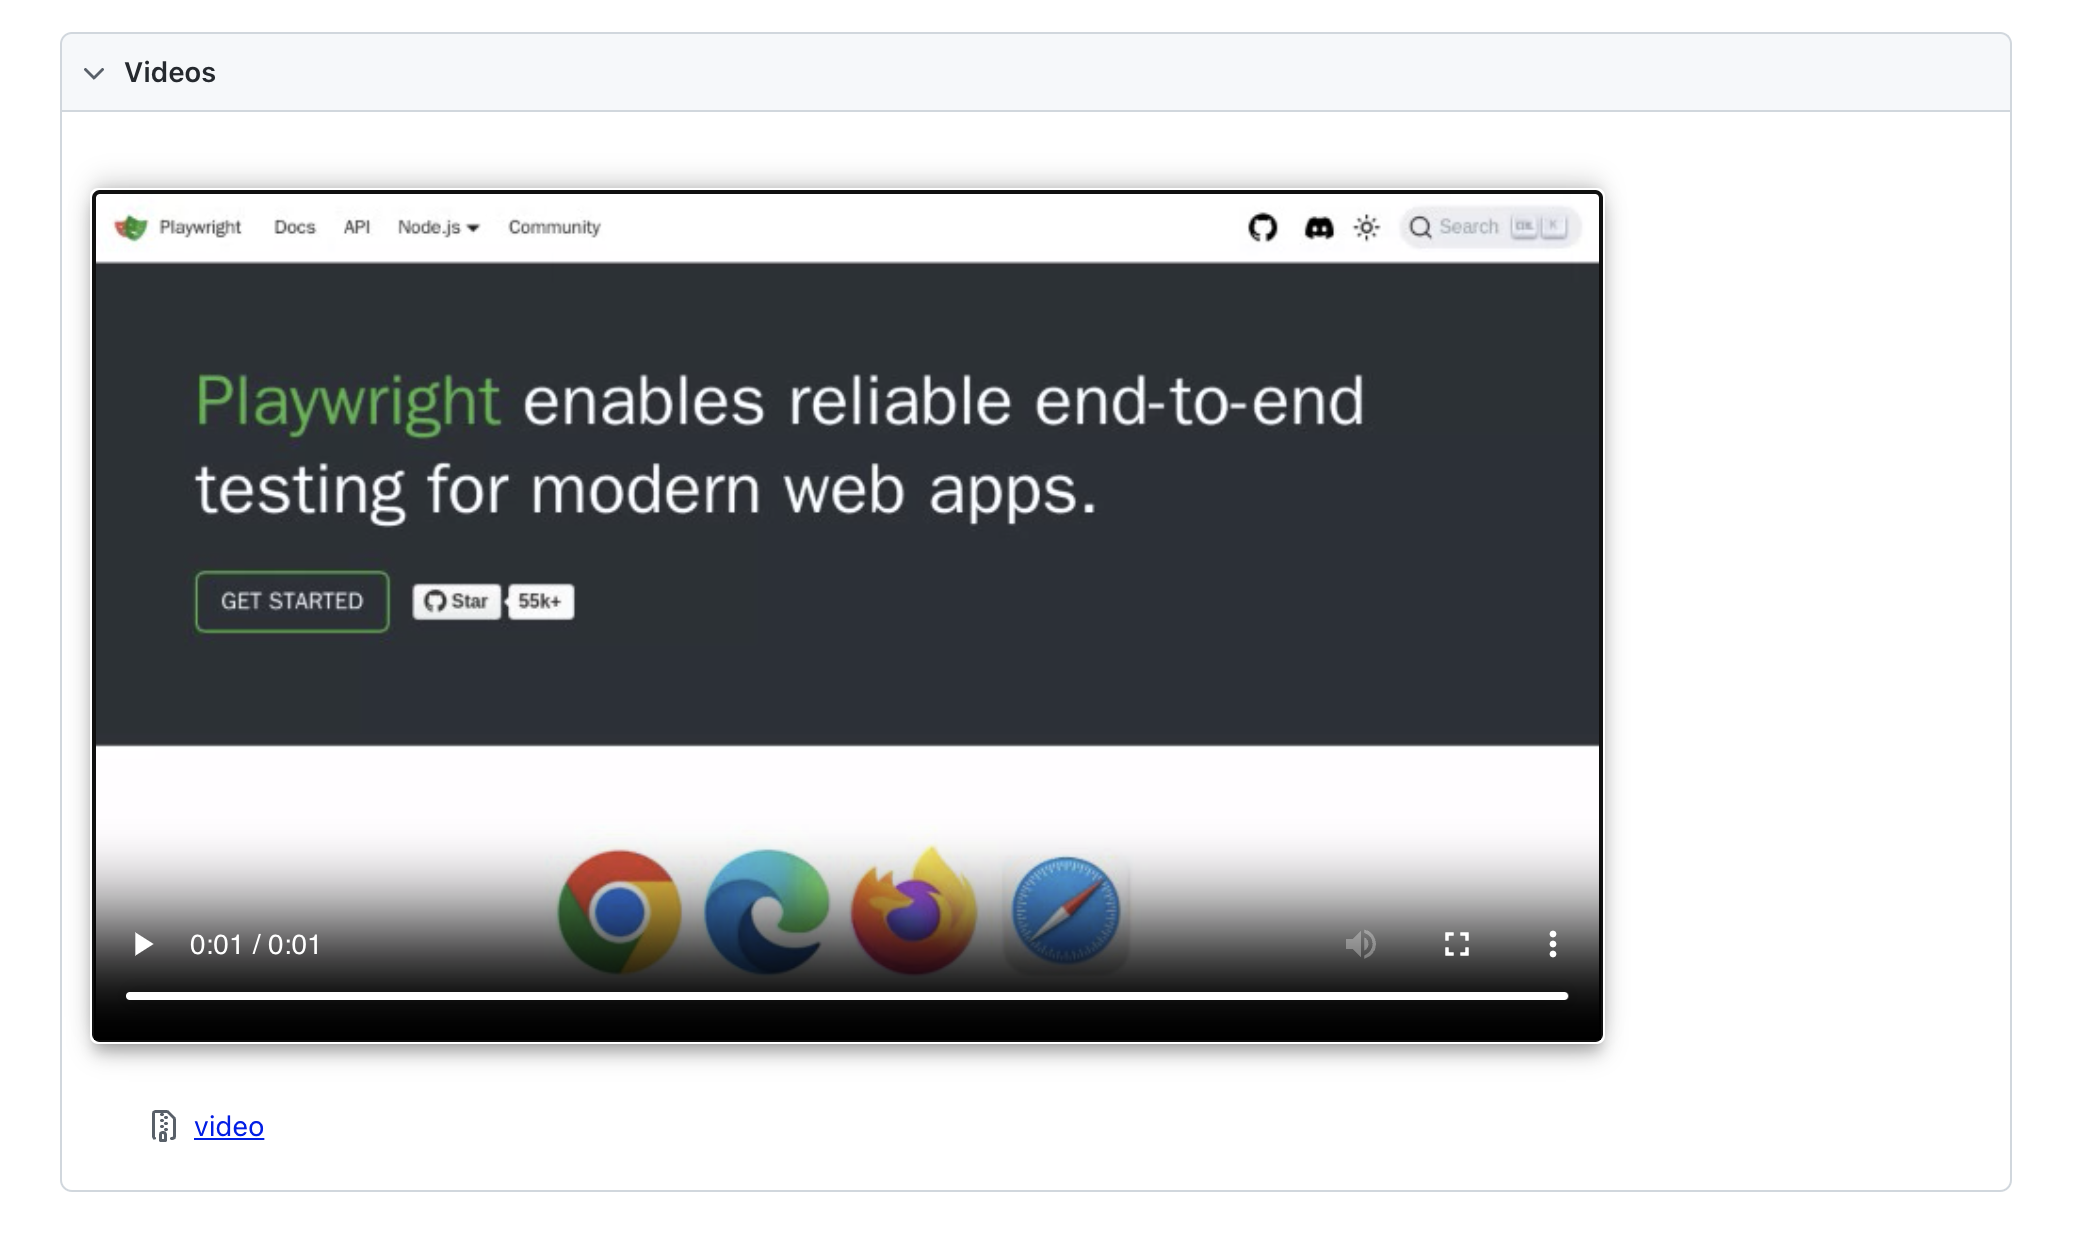 Videos
Playwright Docs API Node.js Community Search
Playwright enables reliable end-to-end
testing for modern web apps.
GET STARTED Star 55k+
0:01 / 0:01
video